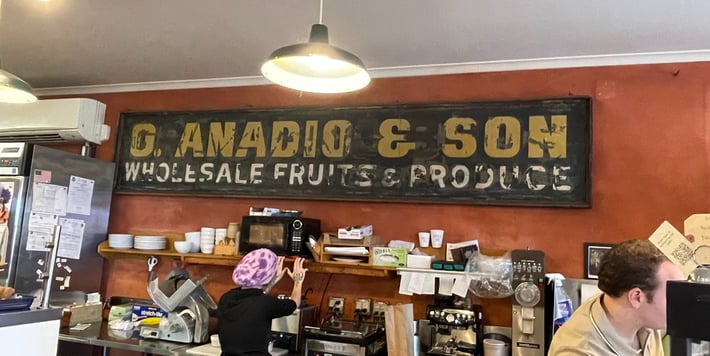 G. AMADIO & SON
WHOLESALE FRUITS & PRODUCE